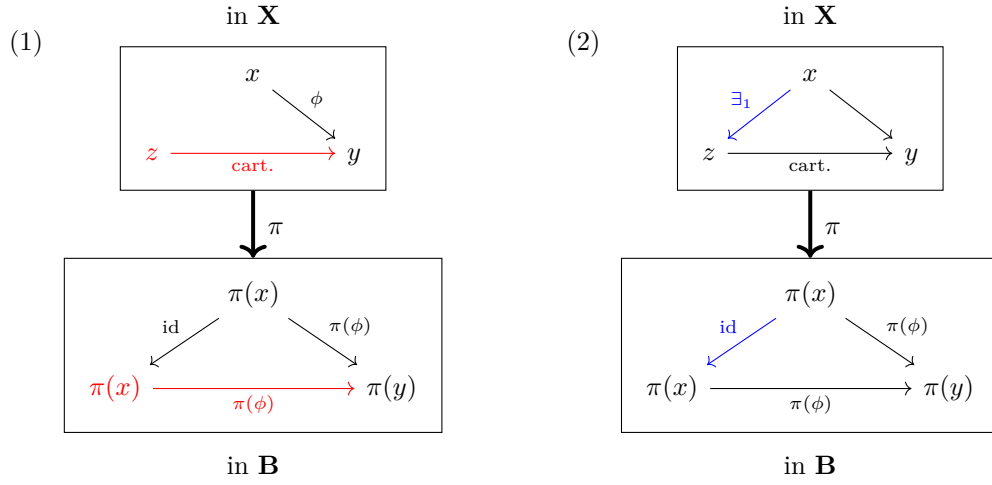 in X in X
(1) (2)
x x
ϕ ∃₁
z cart. y z cart. y
π π
π(x) π(x)
id π(ϕ) id π(ϕ)
π(x) π(ϕ) π(y) π(x) π(ϕ) π(y)
in B in B